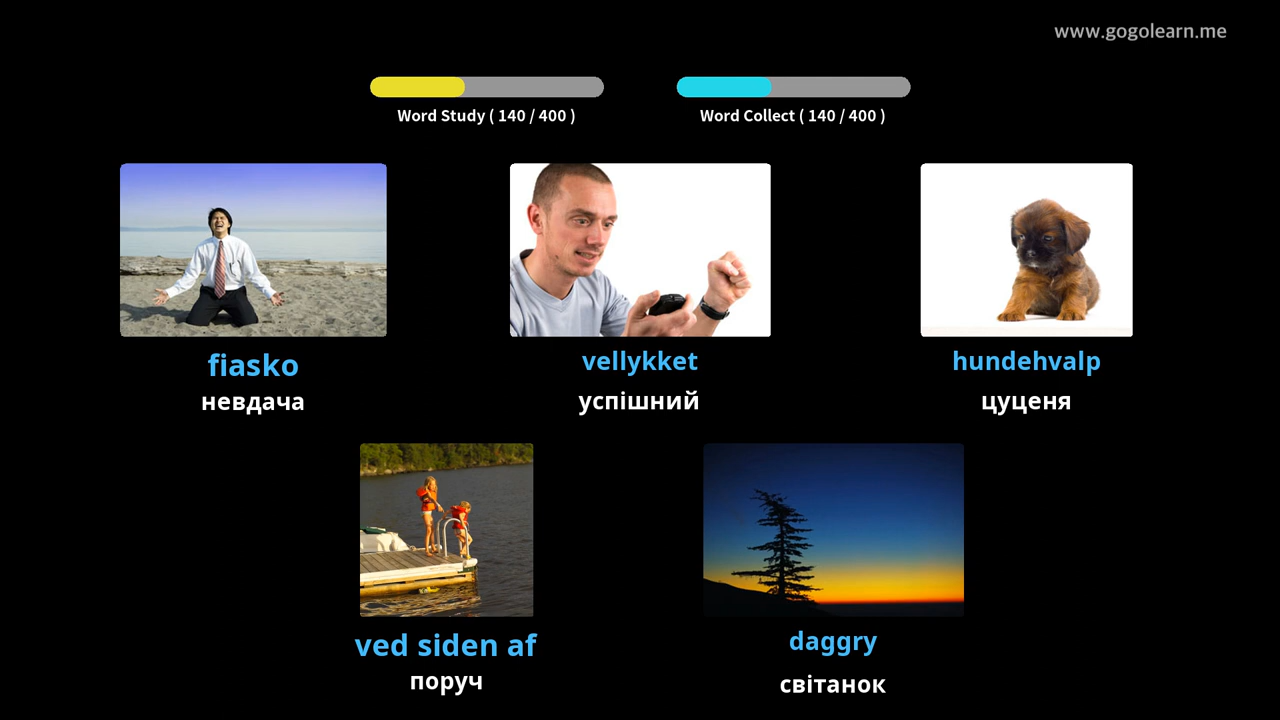 www.gogolearn.me
Word Study ( 140 / 400 )
Word Collect ( 140 / 400 )
fiasko
невдача
vellykket
успішний
hundehvalp
цуценя
ved siden af
поруч
daggry
світанок